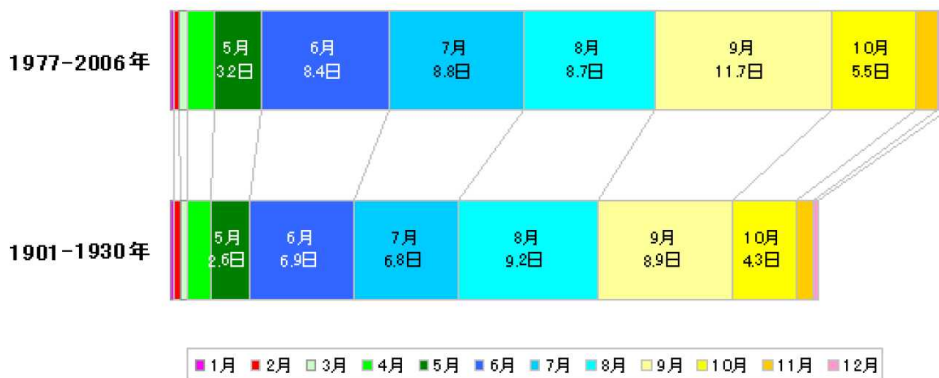 5月 6月 7月 8月 9月 10月
1977-2006年 3.2日 8.4日 8.8日 8.7日 11.7日 5.5日
5月 6月 7月 8月 9月 10月
1901-1930年 2.6日 6.9日 6.8日 9.2日 8.9日 4.3日
1月 2月 3月 4月 5月 6月 7月 8月 9月 10月 11月 12月